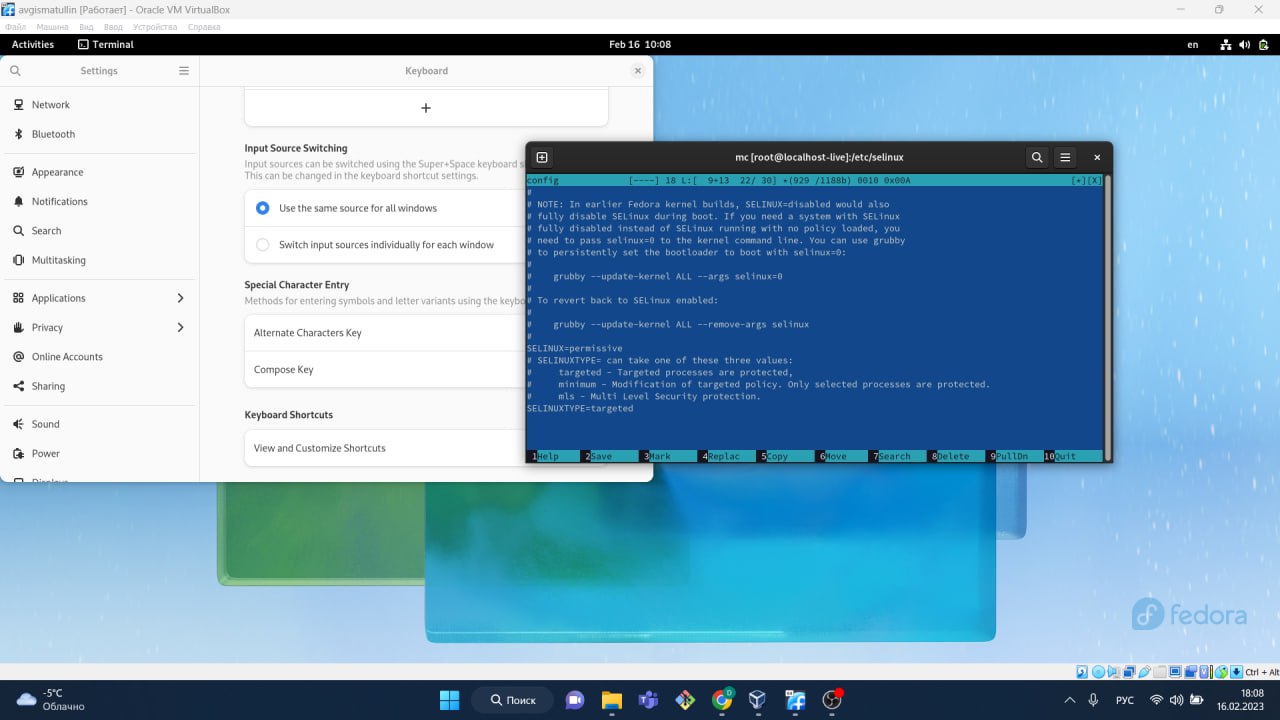 avgismatullin [Работает] - Oracle VM VirtualBox
Файл Машина Вид Ввод Устройства Справка
Activities Terminal Feb 16 10:08 en
Settings
Keyboard
Network
Bluetooth
Appearance
Notifications
Search
Multitasking
Applications
Privacy
Online Accounts
Sharing
Sound
Power
Displays
+
Input Source Switching
Input sources can be switched using the Super+Space keyboard s
This can be changed in the keyboard shortcut settings.
Use the same source for all windows
Switch input sources individually for each window
Special Character Entry
Methods for entering symbols and letter variants using the keybo
Alternate Characters Key
Compose Key
Keyboard Shortcuts
View and Customize Shortcuts
mc [root@localhost-live]:/etc/selinux
config [----] 18 L:[ 9+13 22/ 30] *(929 /1188b) 0010 0x00A [*][X]
#
# NOTE: In earlier Fedora kernel builds, SELINUX=disabled would also
# fully disable SELinux during boot. If you need a system with SELinux
# fully disabled instead of SELinux running with no policy loaded, you
# need to pass selinux=0 to the kernel command line. You can use grubby
# to persistently set the bootloader to boot with selinux=0:
#
# grubby --update-kernel ALL --args selinux=0
#
# To revert back to SELinux enabled:
#
# grubby --update-kernel ALL --remove-args selinux
#
SELINUX=permissive
# SELINUXTYPE= can take one of these three values:
# targeted - Targeted processes are protected,
# minimum - Modification of targeted policy. Only selected processes are protected.
# mls - Multi Level Security protection.
SELINUXTYPE=targeted
1Help 2Save 3Mark 4Replac 5Copy 6Move 7Search 8Delete 9PullDn 10Quit
fedora
Ctrl + Alt
-5°C
Облачно
Поиск
D
РУС
18:08
16.02.2023